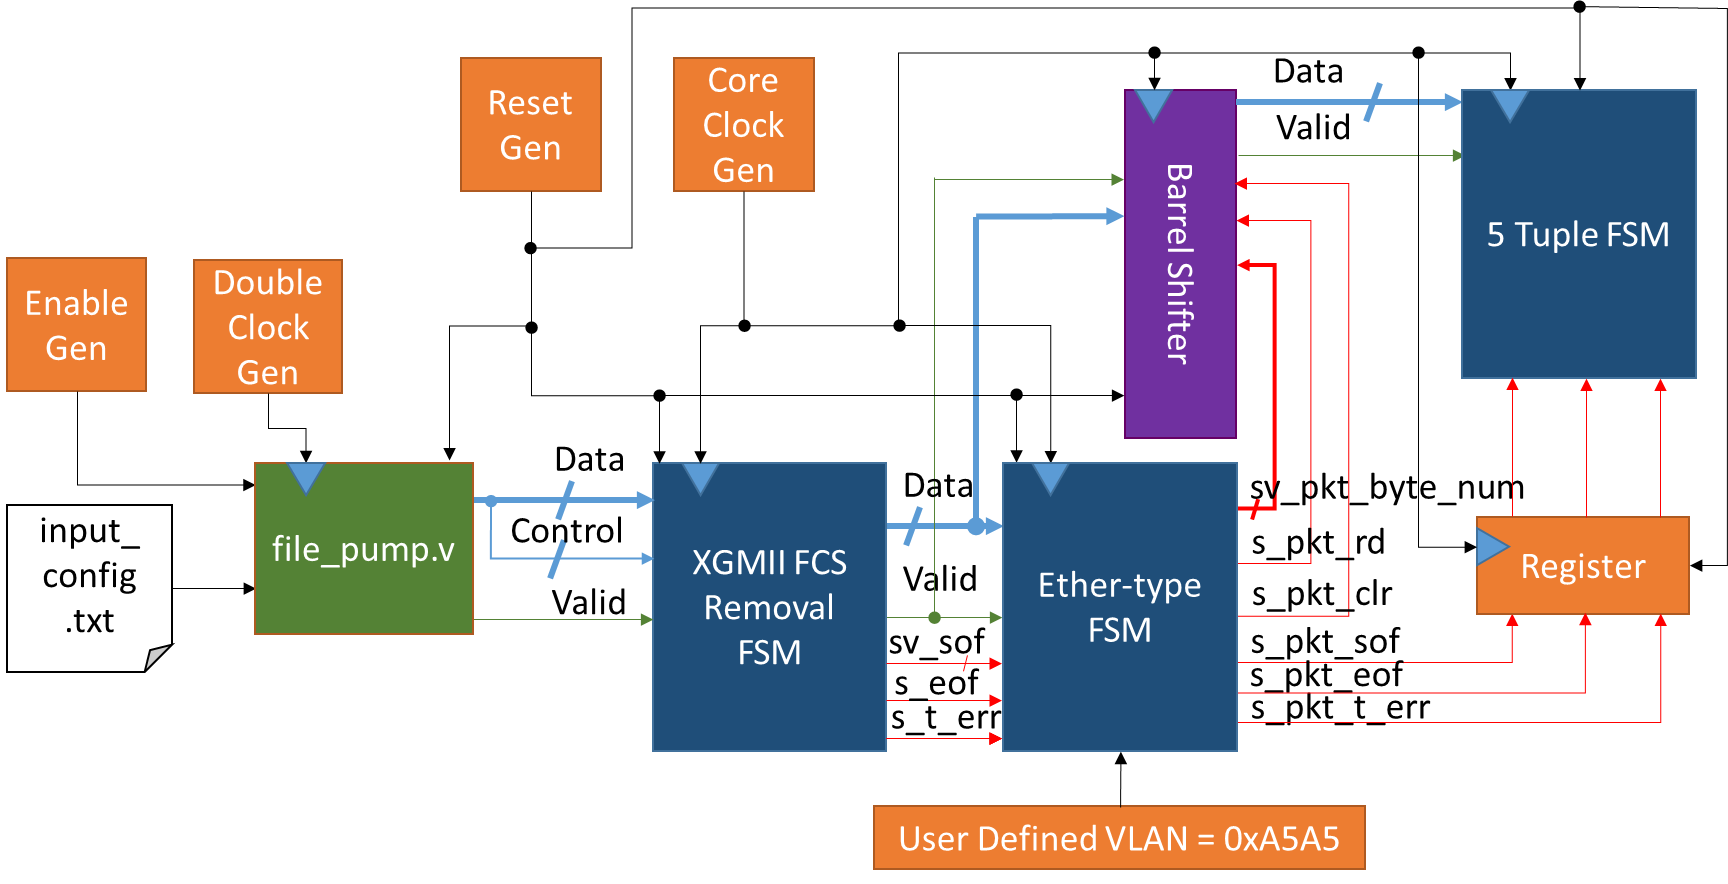 Reset
Gen
Core
Clock
Gen
Data
Valid
Barrel Shifter
5 Tuple FSM
Enable
Gen
Double
Clock
Gen
input_
config
.txt
file_pump.v
Data
Control
Valid
XGMII FCS
Removal
FSM
Data
Valid
sv_sof
s_eof
s_t_err
Ether-type
FSM
sv_pkt_byte_num
s_pkt_rd
s_pkt_clr
s_pkt_sof
s_pkt_eof
s_pkt_t_err
Register
User Defined VLAN = 0xA5A5